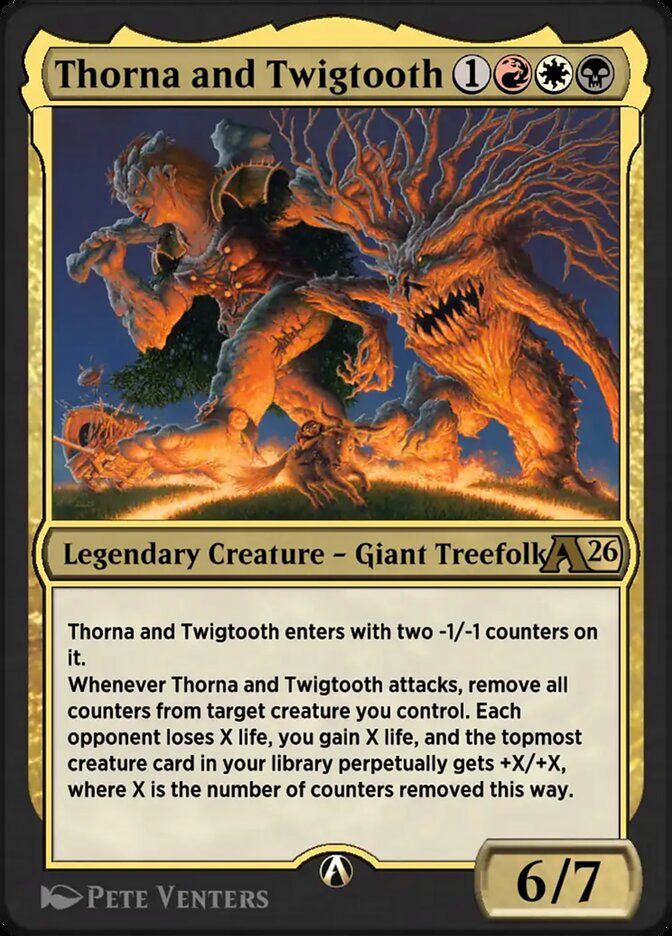 Thorna and Twigtooth 1
Legendary Creature – Giant Treefolk A26
Thorna and Twigtooth enters with two -1/-1 counters on
it.
Whenever Thorna and Twigtooth attacks, remove all
counters from target creature you control. Each
opponent loses X life, you gain X life, and the topmost
creature card in your library perpetually gets +X/+X,
where X is the number of counters removed this way.
6/7
Pete Venters